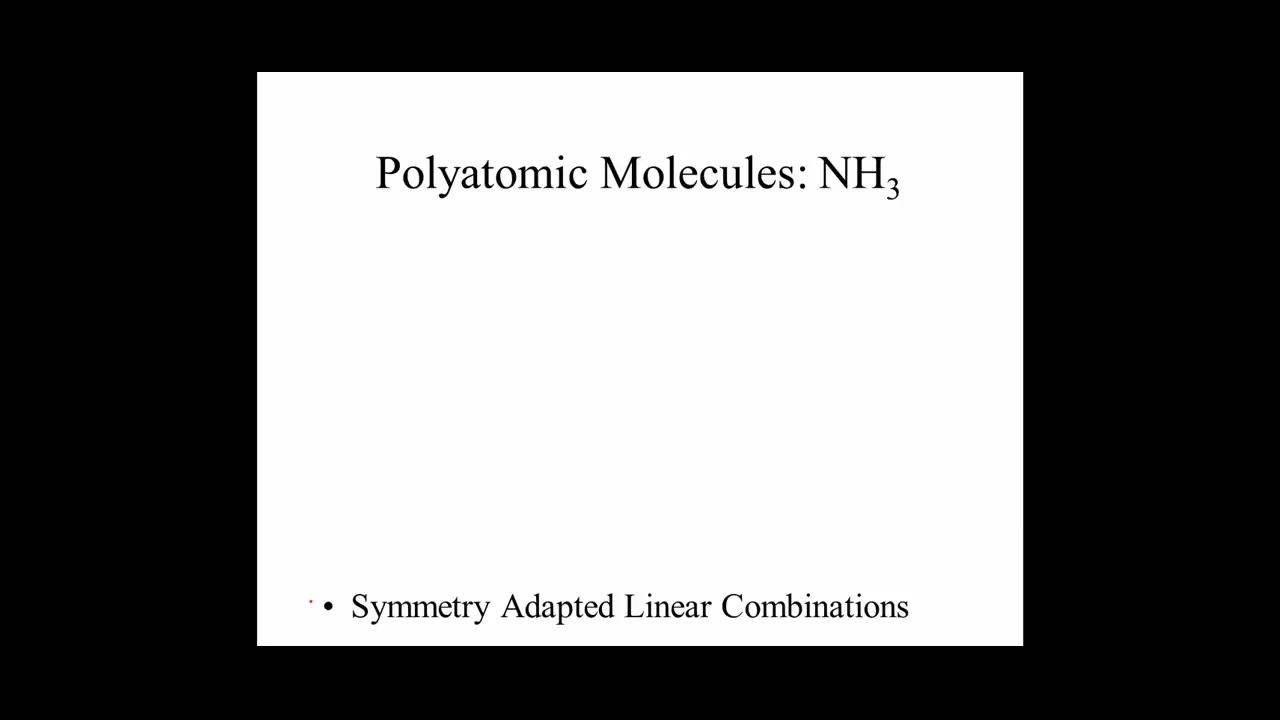 Polyatomic Molecules: NH₃
• Symmetry Adapted Linear Combinations